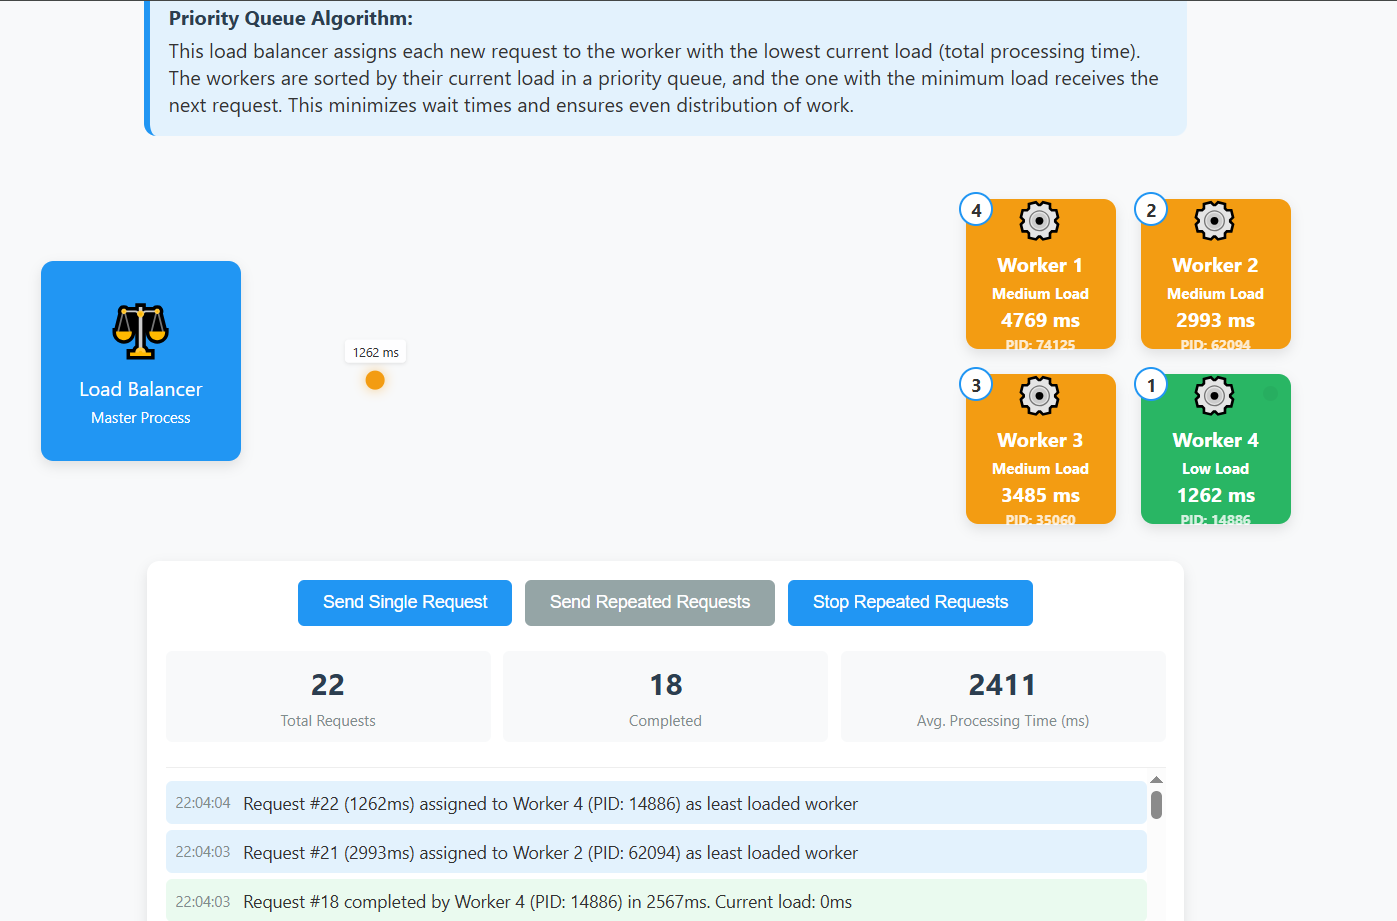 Priority Queue Algorithm:
This load balancer assigns each new request to the worker with the lowest current load (total processing time).
The workers are sorted by their current load in a priority queue, and the one with the minimum load receives the
next request. This minimizes wait times and ensures even distribution of work.
4
Worker 1
Medium Load
4769 ms
PID: 74125
2
Worker 2
Medium Load
2993 ms
PID: 62094
Load Balancer
Master Process
1262 ms
3
Worker 3
Medium Load
3485 ms
PID: 35060
1
Worker 4
Low Load
1262 ms
PID: 14886
Send Single Request
Send Repeated Requests
Stop Repeated Requests
22
Total Requests
18
Completed
2411
Avg. Processing Time (ms)
22:04:04 Request #22 (1262ms) assigned to Worker 4 (PID: 14886) as least loaded worker
22:04:03 Request #21 (2993ms) assigned to Worker 2 (PID: 62094) as least loaded worker
22:04:03 Request #18 completed by Worker 4 (PID: 14886) in 2567ms. Current load: 0ms